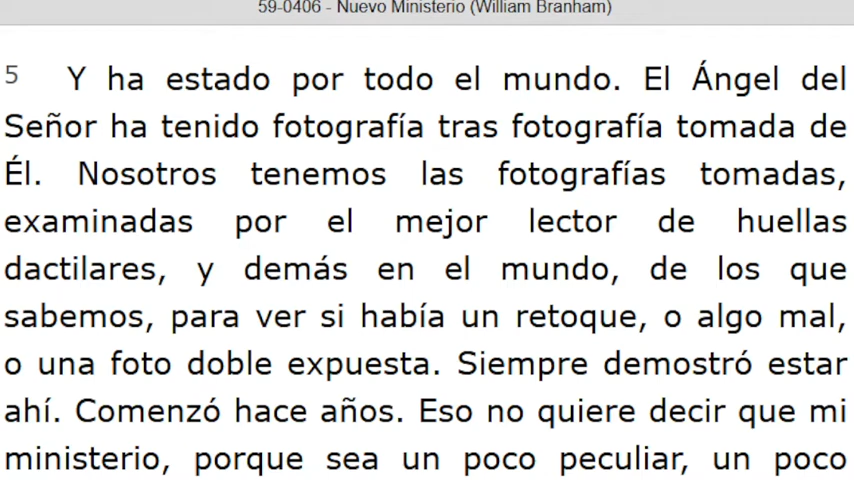 59-0406 - Nuevo Ministerio (William Branham)
5 Y ha estado por todo el mundo. El Ángel del
Señor ha tenido fotografía tras fotografía tomada de
Él. Nosotros tenemos las fotografías tomadas,
examinadas por el mejor lector de huellas
dactilares, y demás en el mundo, de los que
sabemos, para ver si había un retoque, o algo mal,
o una foto doble expuesta. Siempre demostró estar
ahí. Comenzó hace años. Eso no quiere decir que mi
ministerio, porque sea un poco peculiar, un poco